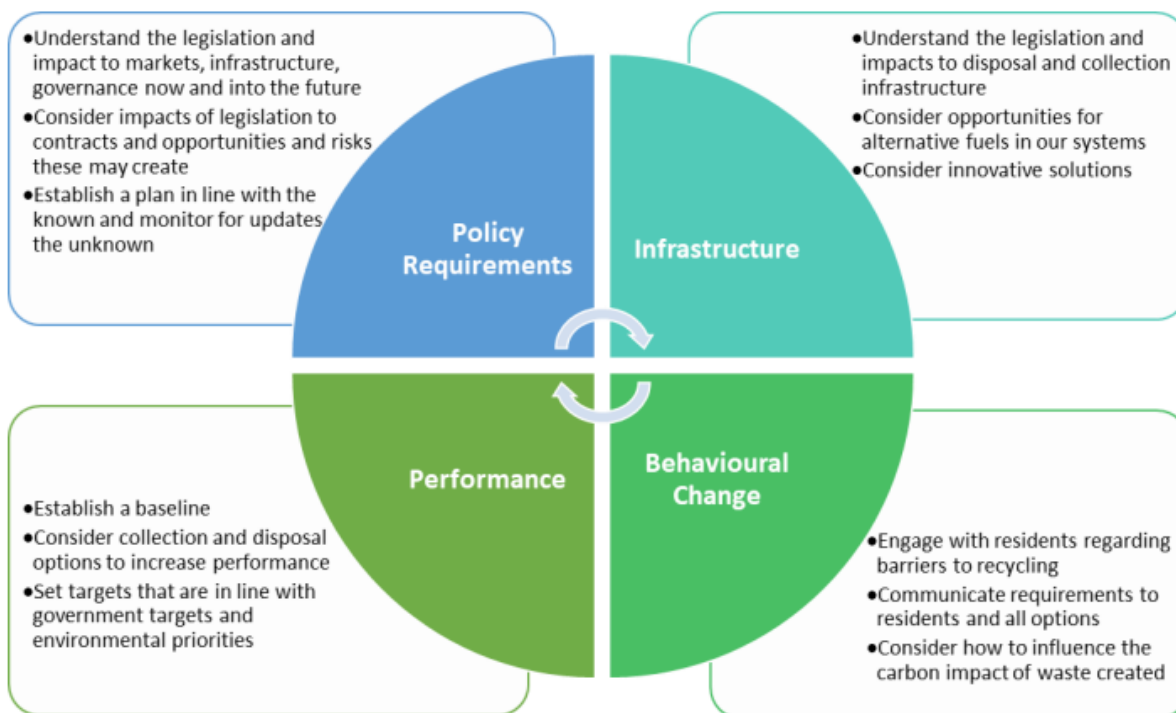 •Understand the legislation and
impact to markets, infrastructure,
governance now and into the future
•Consider impacts of legislation to
contracts and opportunities and risks
these may create
•Establish a plan in line with the
known and monitor for updates
the unknown
Policy
Requirements
•Understand the legislation and
impacts to disposal and collection
infrastructure
•Consider opportunities for
alternative fuels in our systems
•Consider innovative solutions
Infrastructure
•Establish a baseline
•Consider collection and disposal
options to increase performance
•Set targets that are in line with
government targets and
environmental priorities
Performance
Behavioural
Change
•Engage with residents regarding
barriers to recycling
•Communicate requirements to
residents and all options
•Consider how to influence the
carbon impact of waste created